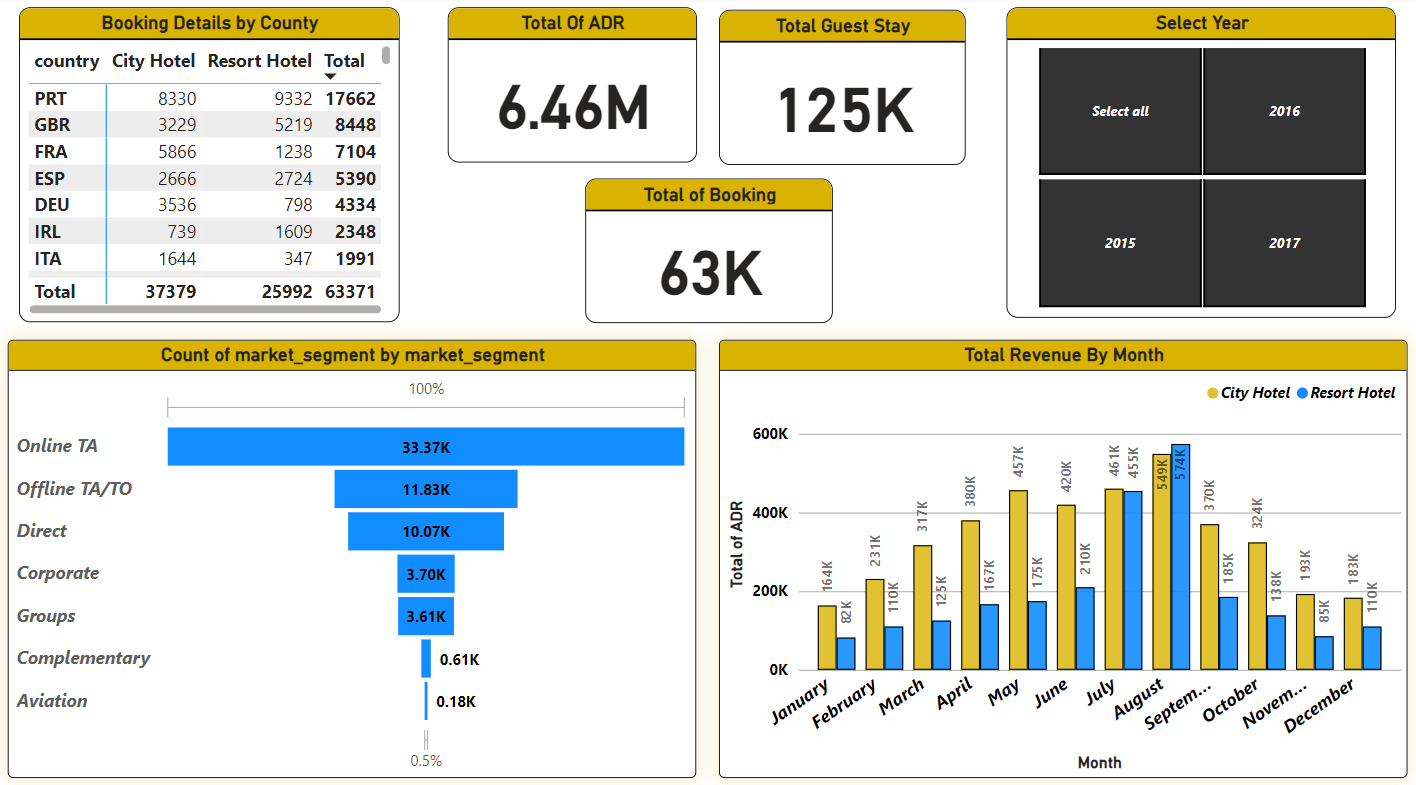 Booking Details by County
country City Hotel Resort Hotel Total
PRT 8330 9332 17662
GBR 3229 5219 8448
FRA 5866 1238 7104
ESP 2666 2724 5390
DEU 3536 798 4334
IRL 739 1609 2348
ITA 1644 347 1991
Total 37379 25992 63371
Total Of ADR
6.46M
Total Guest Stay
125K
Total of Booking
63K
Select Year
Select all
2016
2015
2017
Count of market_segment by market_segment
100%
Online TA 33.37K
Offline TA/TO 11.83K
Direct 10.07K
Corporate 3.70K
Groups 3.61K
Complementary 0.61K
Aviation 0.18K
0.5%
Total Revenue By Month
City Hotel Resort Hotel
Total of ADR
600K
400K
200K
0K
164K
82K
231K
110K
317K
125K
380K
167K
457K
175K
420K
210K
461K
455K
549K
574K
370K
185K
324K
138K
193K
85K
183K
110K
January
February
March
April
May
June
July
August
Septem...
October
Novem...
December
Month